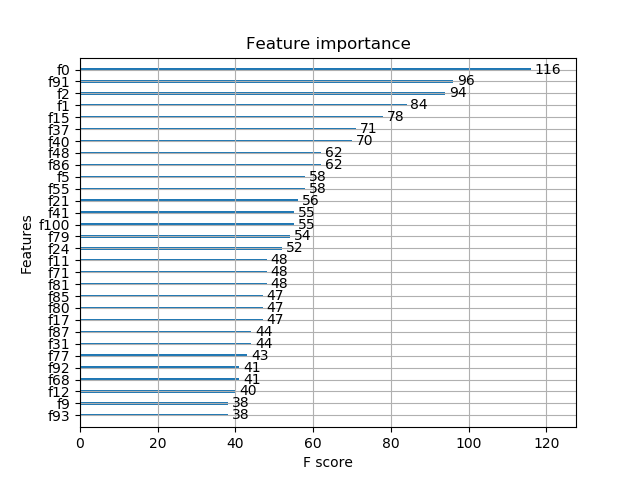 Feature importance
f0 116
f91 96
f2 94
f1 84
f15 78
f37 71
f40 70
f48 62
f86 62
f5 58
f55 58
f21 56
f41 55
f100 55
f79 54
f24 52
f11 48
f71 48
f81 48
f85 47
f80 47
f17 47
f87 44
f31 44
f77 43
f92 41
f68 41
f12 40
f9 38
f93 38
Features
0 20 40 60 80 100 120
F score